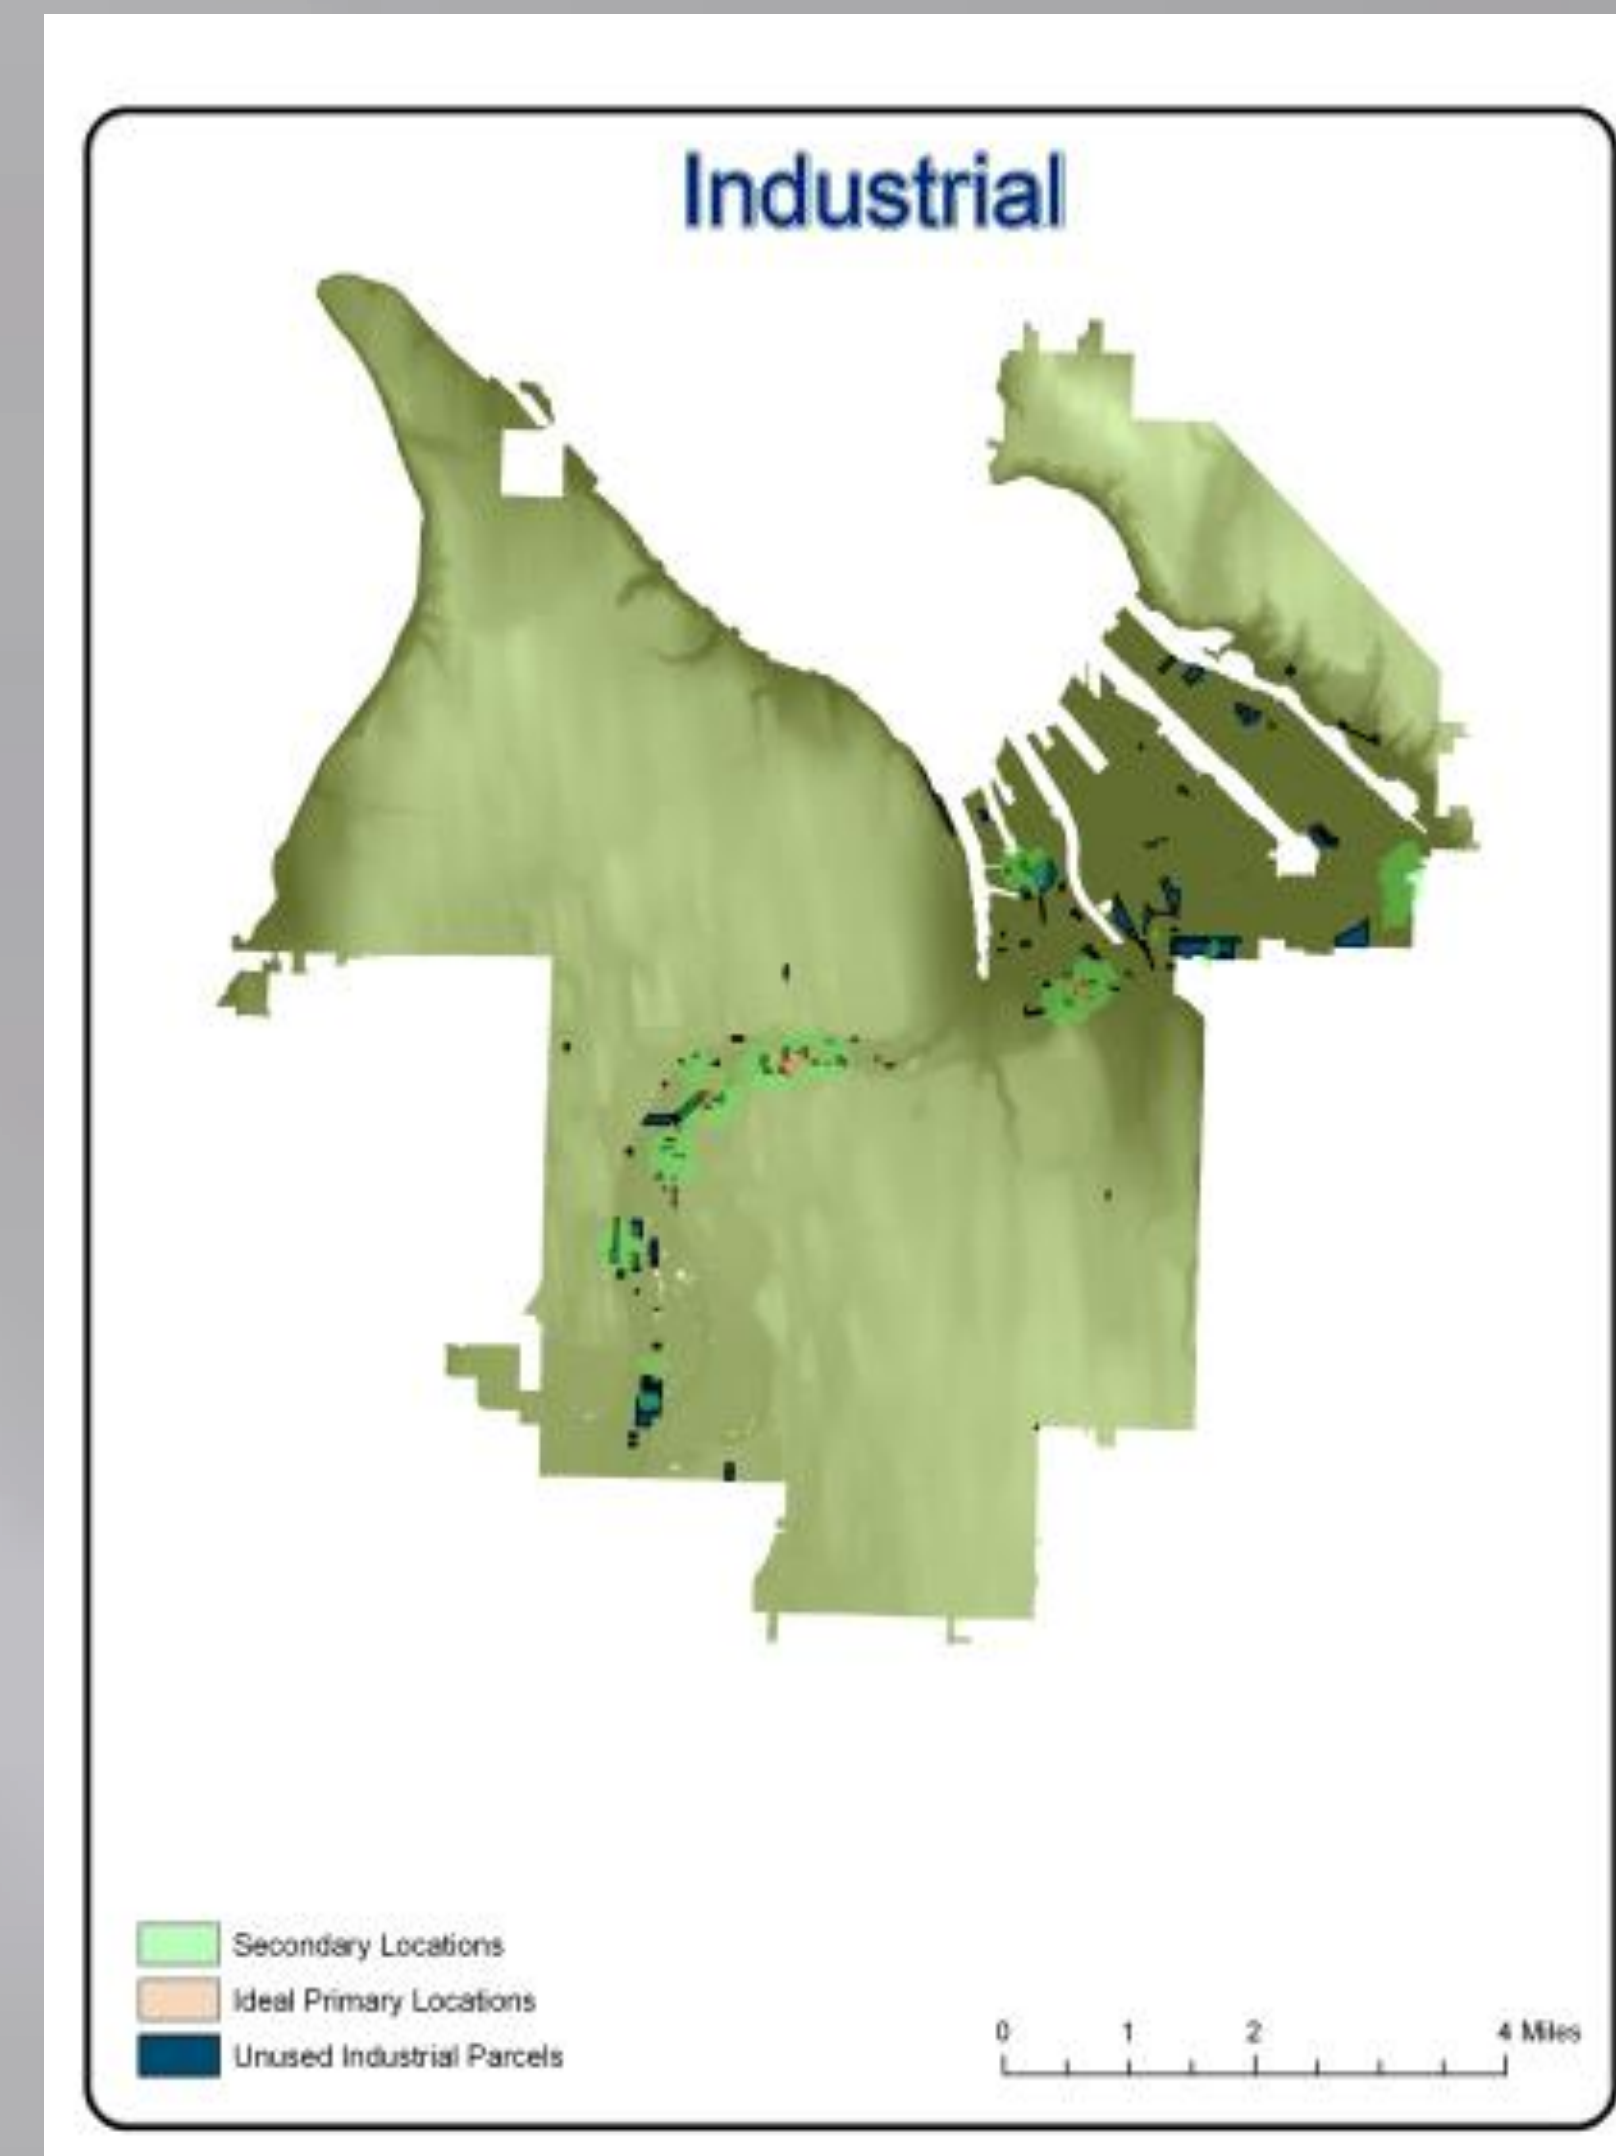 Industrial
Secondary Locations
Ideal Primary Locations
Unused Industrial Parcels
0 1 2 4 Miles